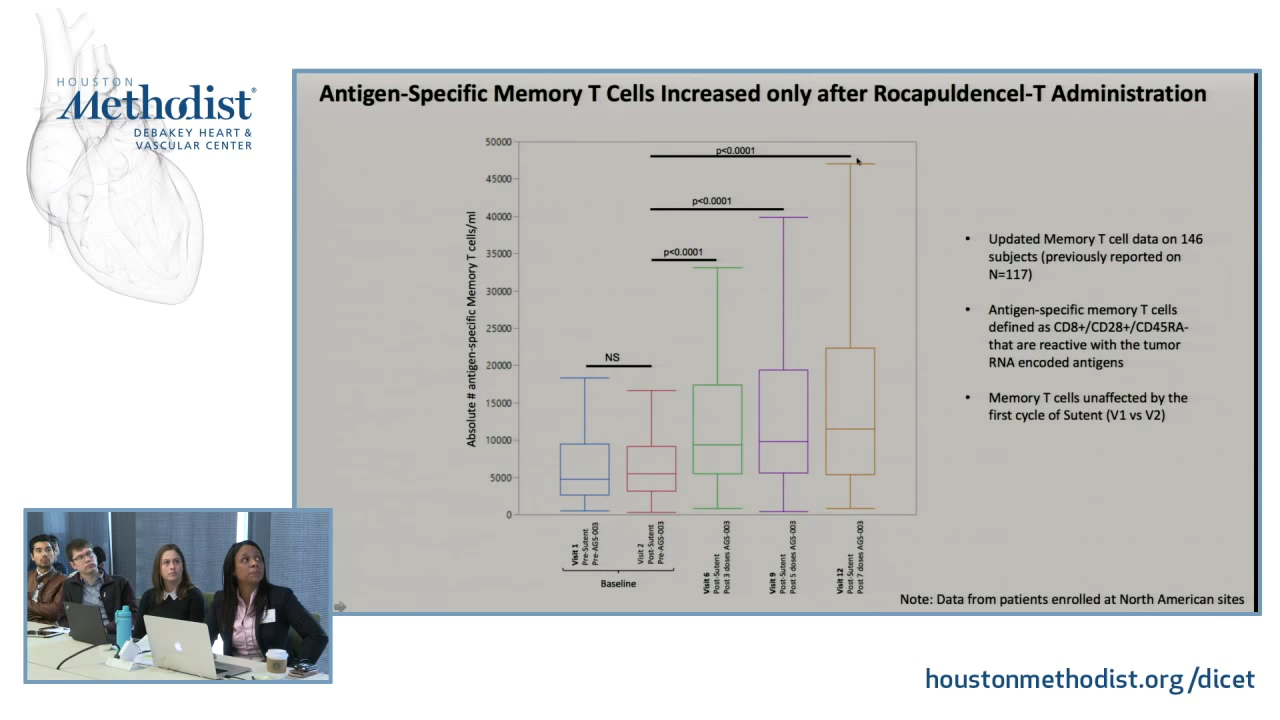 HOUSTON
Methodist®
DEBAKEY HEART &
VASCULAR CENTER
Antigen-Specific Memory T Cells Increased only after Rocapuldencel-T Administration
Absolute # antigen-specific Memory T cells/ml
50000
45000
40000
35000
30000
25000
20000
15000
10000
5000
0
p<0.0001
p<0.0001
p<0.0001
NS
Visit 1
Pre-Sutent
Pre-AGS-003
Visit 2
Post-Sutent
Pre-AGS-003
Baseline
Visit 6
Post-Sutent
Post 3 doses AGS-003
Visit 9
Post-Sutent
Post 5 doses AGS-003
Visit 12
Post-Sutent
Post 7 doses AGS-003
• Updated Memory T cell data on 146
subjects (previously reported on
N=117)
• Antigen-specific memory T cells
defined as CD8+/CD28+/CD45RA-
that are reactive with the tumor
RNA encoded antigens
• Memory T cells unaffected by the
first cycle of Sutent (V1 vs V2)
Note: Data from patients enrolled at North American sites
houstonmethodist.org/dicet